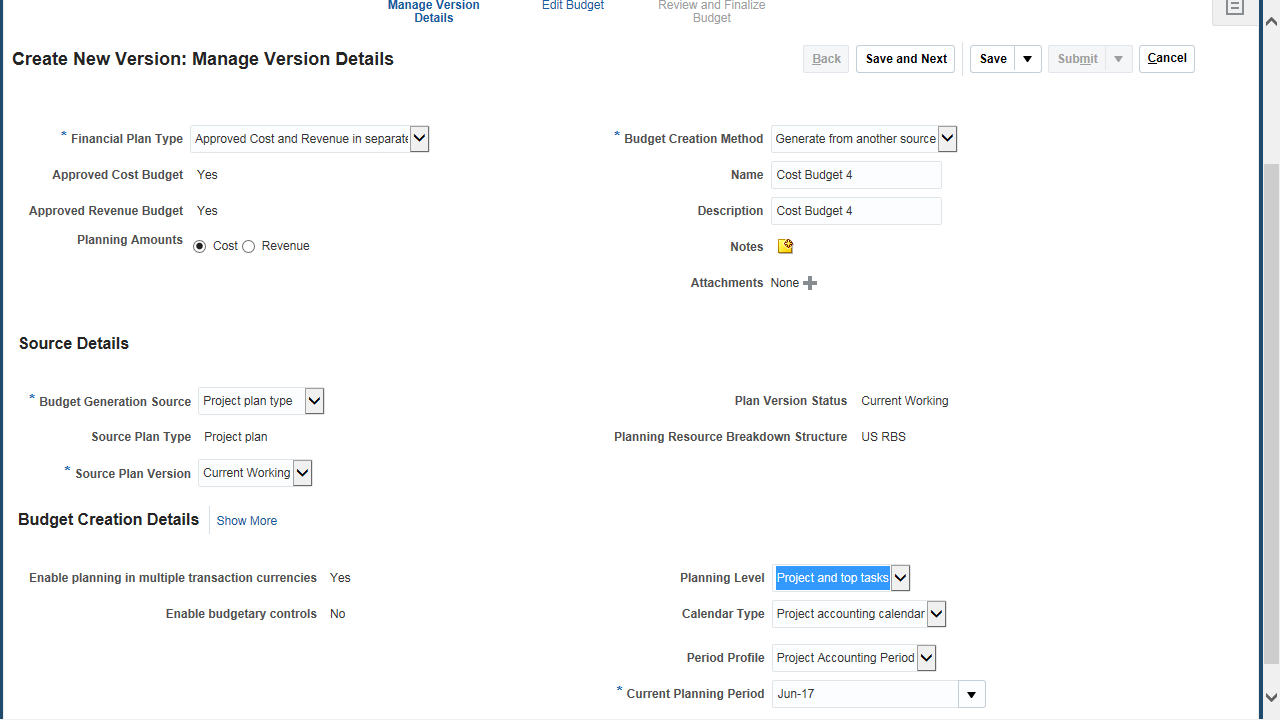 Manage Version
Details
Edit Budget
Review and Finalize
Budget
Create New Version: Manage Version Details
Back
Save and Next
Save
Submit
Cancel
* Financial Plan Type Approved Cost and Revenue in separate
Approved Cost Budget Yes
Approved Revenue Budget Yes
Planning Amounts Cost Revenue
* Budget Creation Method Generate from another source
Name Cost Budget 4
Description Cost Budget 4
Notes
Attachments None
Source Details
* Budget Generation Source Project plan type
Source Plan Type Project plan
* Source Plan Version Current Working
Plan Version Status Current Working
Planning Resource Breakdown Structure US RBS
Budget Creation Details Show More
Enable planning in multiple transaction currencies Yes
Enable budgetary controls No
Planning Level Project and top tasks
Calendar Type Project accounting calendar
Period Profile Project Accounting Period
* Current Planning Period Jun-17